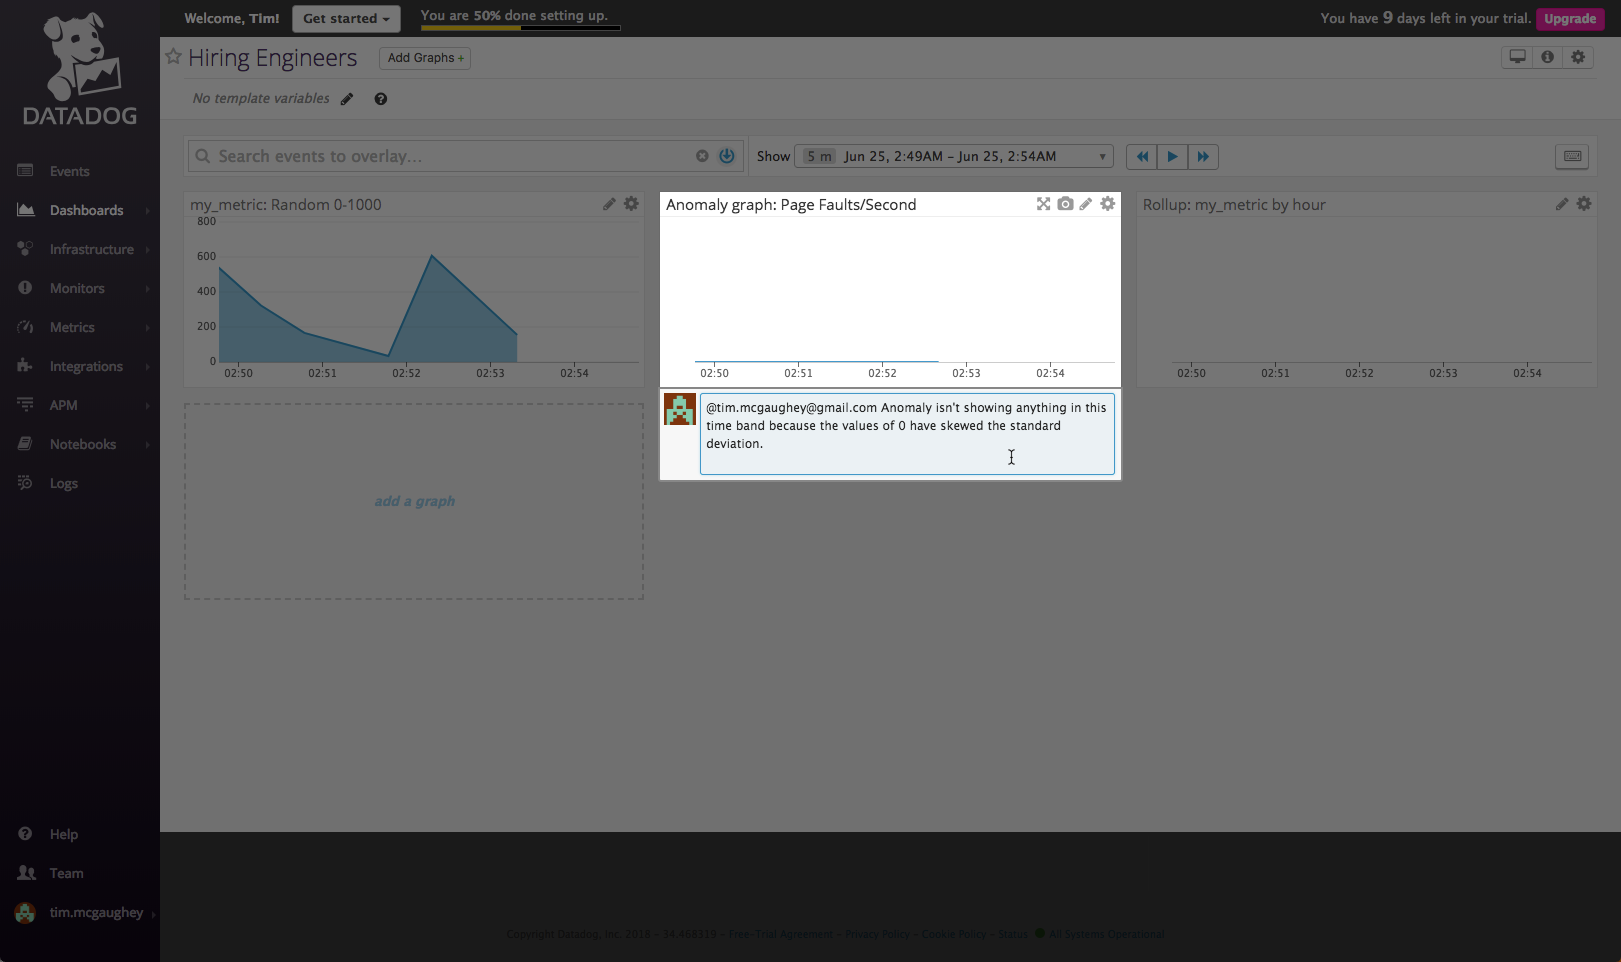 Welcome, Tim!
Get started
You are 50% done setting up.
You have 9 days left in your trial.
Upgrade
DATADOG
Events
Dashboards
Infrastructure
Monitors
Metrics
Integrations
APM
Notebooks
Logs
Help
Team
tim.mcgaughey
Hiring Engineers
Add Graphs +
No template variables
Search events to overlay...
Show
5 m Jun 25, 2:49AM – Jun 25, 2:54AM
my_metric: Random 0-1000
800
600
400
200
0
02:50 02:51 02:52 02:53 02:54
Anomaly graph: Page Faults/Second
02:50 02:51 02:52 02:53 02:54
@tim.mcgaughey@gmail.com Anomaly isn't showing anything in this
time band because the values of 0 have skewed the standard
deviation.
Rollup: my_metric by hour
02:50 02:51 02:52 02:53 02:54
add a graph
Copyright Datadog, Inc. 2018 - 34.468319 - Free-Trial Agreement - Privacy Policy - Cookie Policy - Status All Systems Operational